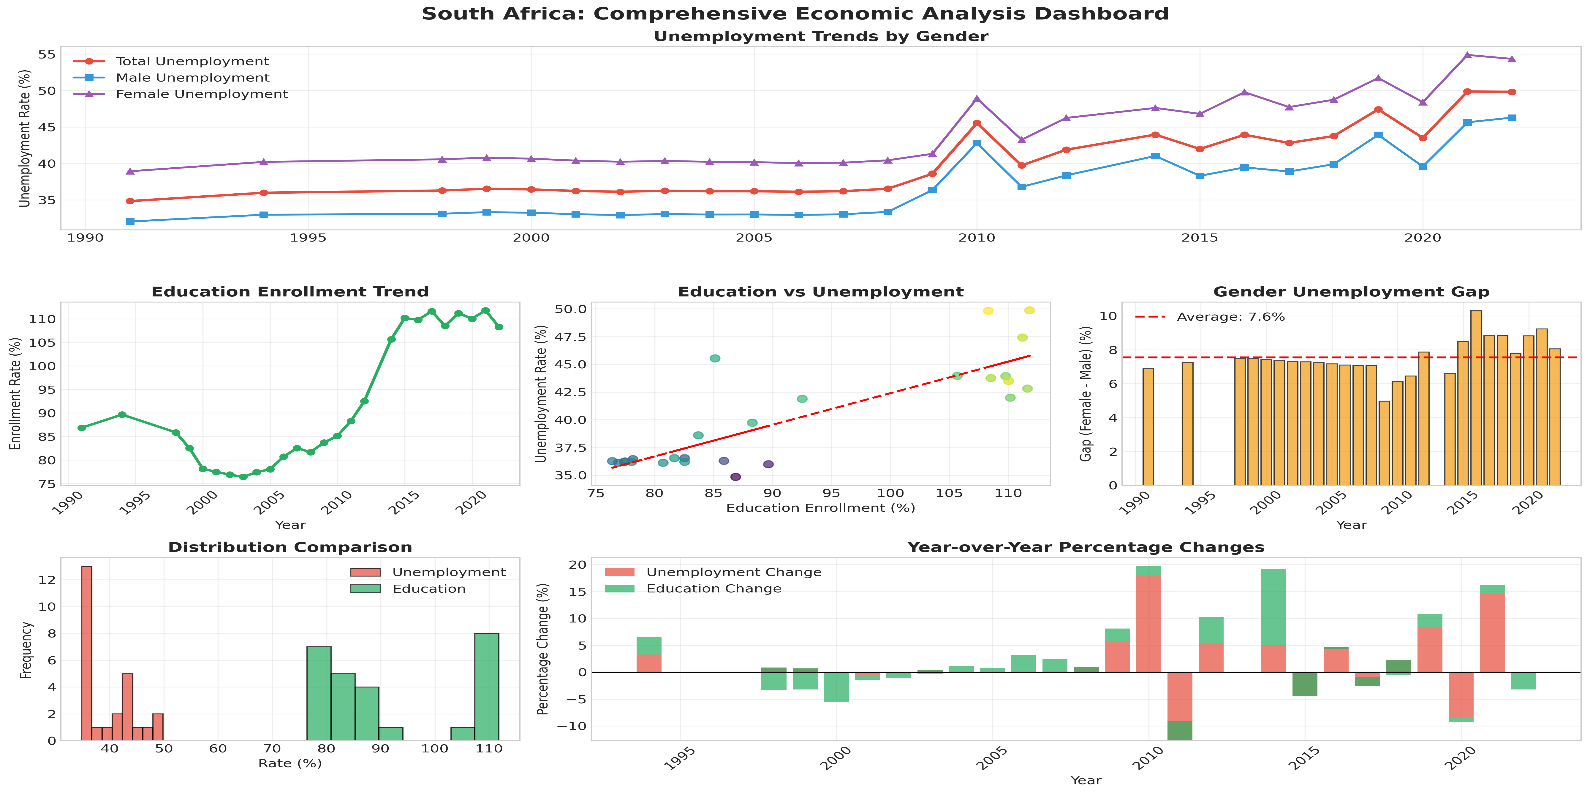 South Africa: Comprehensive Economic Analysis Dashboard
Unemployment Trends by Gender
Unemployment Rate (%)
55
50
45
40
35
Total Unemployment
Male Unemployment
Female Unemployment
1990 1995 2000 2005 2010 2015 2020
Education Enrollment Trend
Enrollment Rate (%)
110
105
100
95
90
85
80
75
1990 1995 2000 2005 2010 2015 2020
Year
Education vs Unemployment
Unemployment Rate (%)
50.0
47.5
45.0
42.5
40.0
37.5
35.0
75 80 85 90 95 100 105 110
Education Enrollment (%)
Gender Unemployment Gap
Gap (Female - Male) (%)
10
8
6
4
2
0
Average: 7.6%
1990 1995 2000 2005 2010 2015 2020
Year
Distribution Comparison
Frequency
12
10
8
6
4
2
0
Unemployment
Education
40 50 60 70 80 90 100 110
Rate (%)
Year-over-Year Percentage Changes
Percentage Change (%)
20
15
10
5
0
−5
−10
Unemployment Change
Education Change
1995 2000 2005 2010 2015 2020
Year